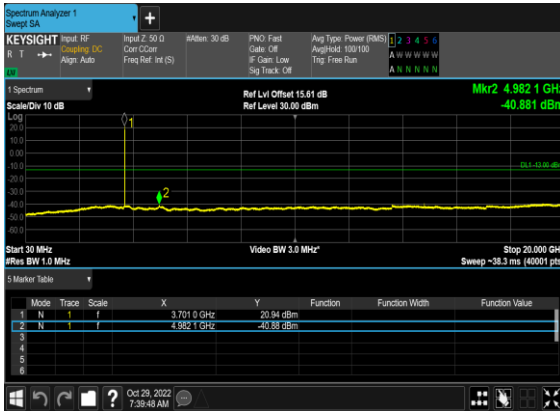 Spectrum Analyzer 1
Swept SA
KEYSIGHT
R T
Input: RF
Coupling: DC
Align: Auto
Input Z: 50 Ω
Corr CCorr
Freq Ref: Int (S)
#Atten: 30 dB
PNO: Fast
Gate: Off
IF Gain: Low
Sig Track: Off
Avg Type: Power (RMS)
Avg|Hold: 100/100
Trig: Free Run
1 2 3 4 5 6
A W W W W W
A N N N N N
1 Spectrum
Scale/Div 10 dB
Ref Lvl Offset 15.61 dB
Ref Level 30.00 dBm
Mkr2 4.982 1 GHz
-40.881 dBm
Log
20.0
10.0
0.00
-10.0
-20.0
-30.0
-40.0
-50.0
-60.0
1
2
DL1 -13.00 dBm
Start 30 MHz
#Res BW 1.0 MHz
Video BW 3.0 MHz*
Stop 20.000 GH
Sweep ~38.3 ms (40001 pts
5 Marker Table
Mode Trace Scale X Y Function Function Width Function Value
1 N 1 f 3.701 0 GHz 20.94 dBm
2 N 1 f 4.982 1 GHz -40.88 dBm
3
4
5
6
Oct 29, 2022
7:39:48 AM